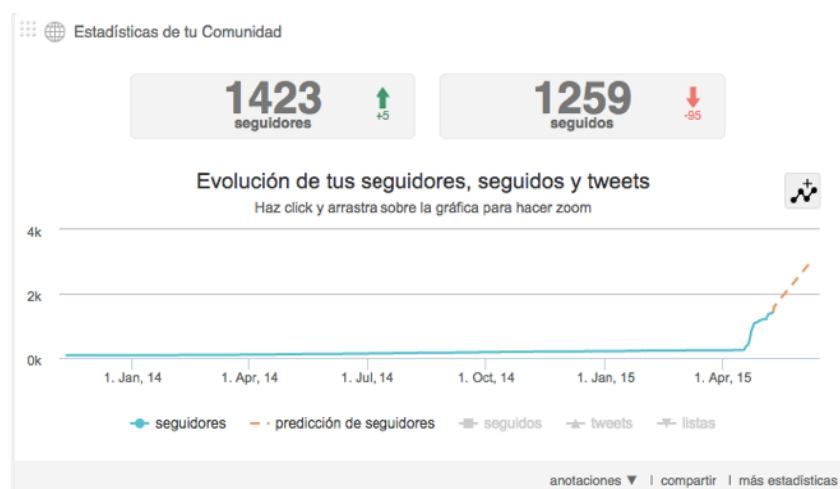 Estadísticas de tu Comunidad
1423 1259
seguidores +5 seguidos -95
Evolución de tus seguidores, seguidos y tweets
Haz click y arrastra sobre la gráfica para hacer zoom
4k
2k
0k
1. Jan, 14 1. Apr, 14 1. Jul, 14 1. Oct, 14 1. Jan, 15 1. Apr, 15
seguidores predicción de seguidores seguidos tweets listas
anotaciones ▼ | compartir | más estadísticas